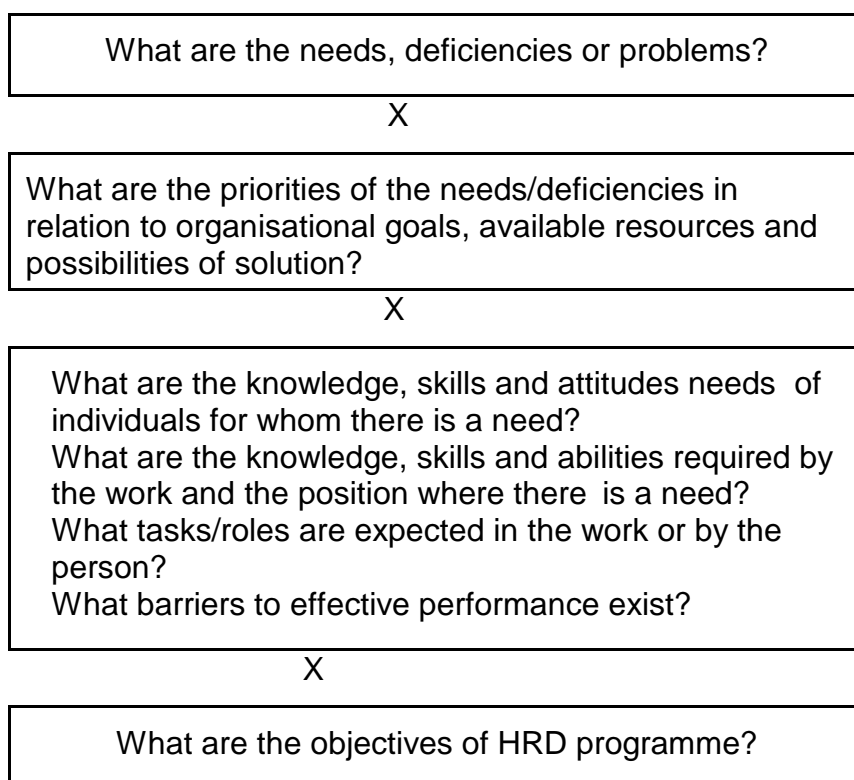 What are the needs, deficiencies or problems?
X
What are the priorities of the needs/deficiencies in
relation to organisational goals, available resources and
possibilities of solution?
X
What are the knowledge, skills and attitudes needs of
individuals for whom there is a need?
What are the knowledge, skills and abilities required by
the work and the position where there is a need?
What tasks/roles are expected in the work or by the
person?
What barriers to effective performance exist?
X
What are the objectives of HRD programme?